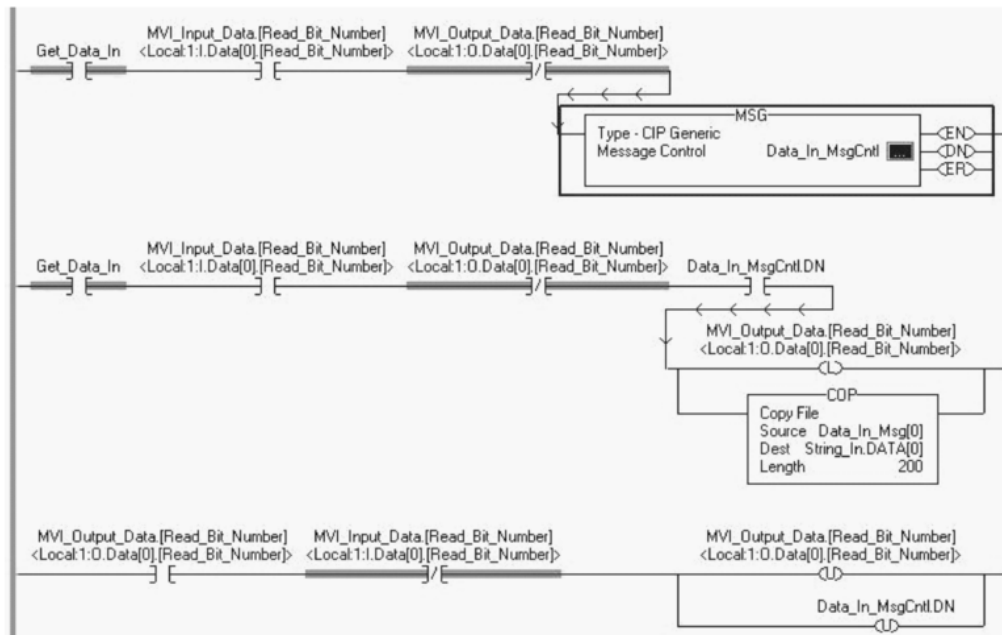 MVI_Input_Data.[Read_Bit_Number] MVI_Output_Data.[Read_Bit_Number]
Get_Data_In <Local:1:I.Data[0].[Read_Bit_Number]> <Local:1:O.Data[0].[Read_Bit_Number]>
MSG
Type - CIP Generic
Message Control Data_In_MsgCntl ...
EN
DN
ER
MVI_Input_Data.[Read_Bit_Number] MVI_Output_Data.[Read_Bit_Number]
Get_Data_In <Local:1:I.Data[0].[Read_Bit_Number]> <Local:1:O.Data[0].[Read_Bit_Number]> Data_In_MsgCntl.DN
MVI_Output_Data.[Read_Bit_Number]
<Local:1:O.Data[0].[Read_Bit_Number]>
L
COP
Copy File
Source Data_In_Msg[0]
Dest String_In.DATA[0]
Length 200
MVI_Output_Data.[Read_Bit_Number] MVI_Input_Data.[Read_Bit_Number] MVI_Output_Data.[Read_Bit_Number]
<Local:1:O.Data[0].[Read_Bit_Number]> <Local:1:I.Data[0].[Read_Bit_Number]> <Local:1:O.Data[0].[Read_Bit_Number]>
U
Data_In_MsgCntl.DN
U